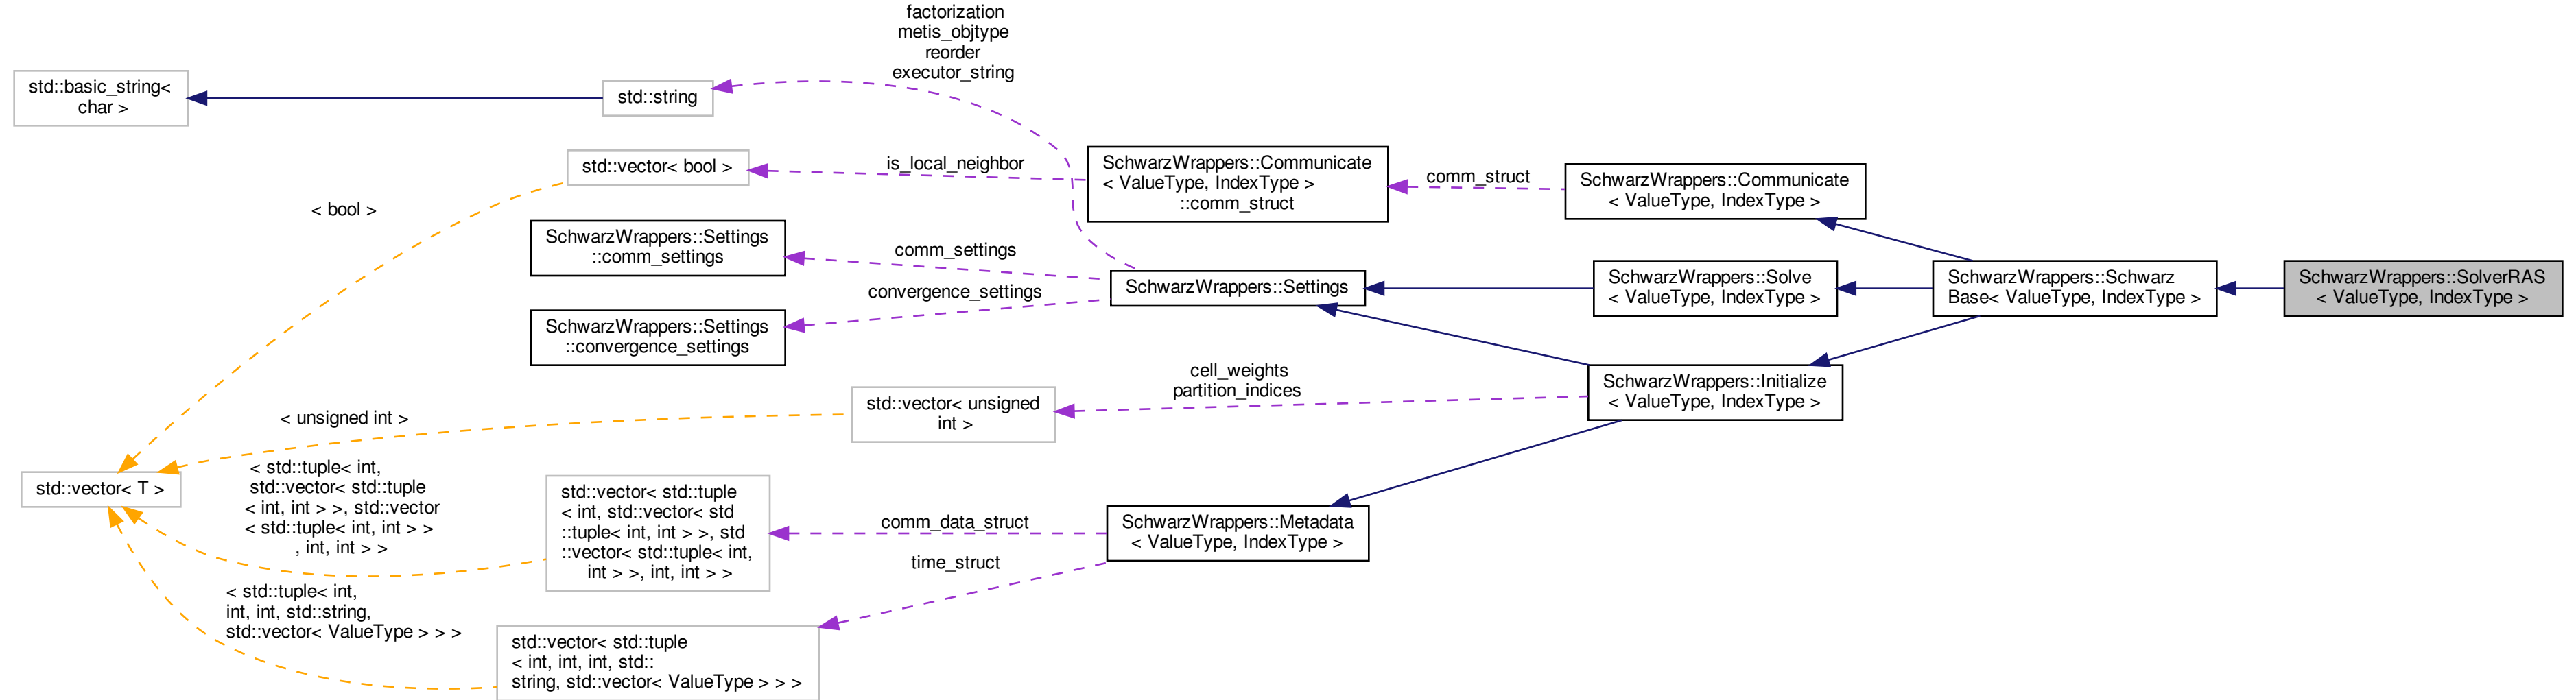 factorization
metis_objtype
reorder
executor_string
std::basic_string<
char >
std::string
std::vector< bool >
is_local_neighbor
SchwarzWrappers::Communicate
< ValueType, IndexType >
::comm_struct
comm_struct
SchwarzWrappers::Communicate
< ValueType, IndexType >
< bool >
SchwarzWrappers::Settings
::comm_settings
comm_settings
SchwarzWrappers::Settings
SchwarzWrappers::Solve
< ValueType, IndexType >
SchwarzWrappers::Schwarz
Base< ValueType, IndexType >
SchwarzWrappers::SolverRAS
< ValueType, IndexType >
convergence_settings
SchwarzWrappers::Settings
::convergence_settings
cell_weights
partition_indices
SchwarzWrappers::Initialize
< ValueType, IndexType >
std::vector< unsigned
int >
< unsigned int >
std::vector< T >
< std::tuple< int,
std::vector< std::tuple
< int, int > >, std::vector
< std::tuple< int, int > >
, int, int > >
std::vector< std::tuple
< int, std::vector< std
::tuple< int, int > >, std
::vector< std::tuple< int,
int > >, int, int > >
comm_data_struct
SchwarzWrappers::Metadata
< ValueType, IndexType >
time_struct
< std::tuple< int,
int, int, std::string,
std::vector< ValueType > > >
std::vector< std::tuple
< int, int, int, std::
string, std::vector< ValueType > > >